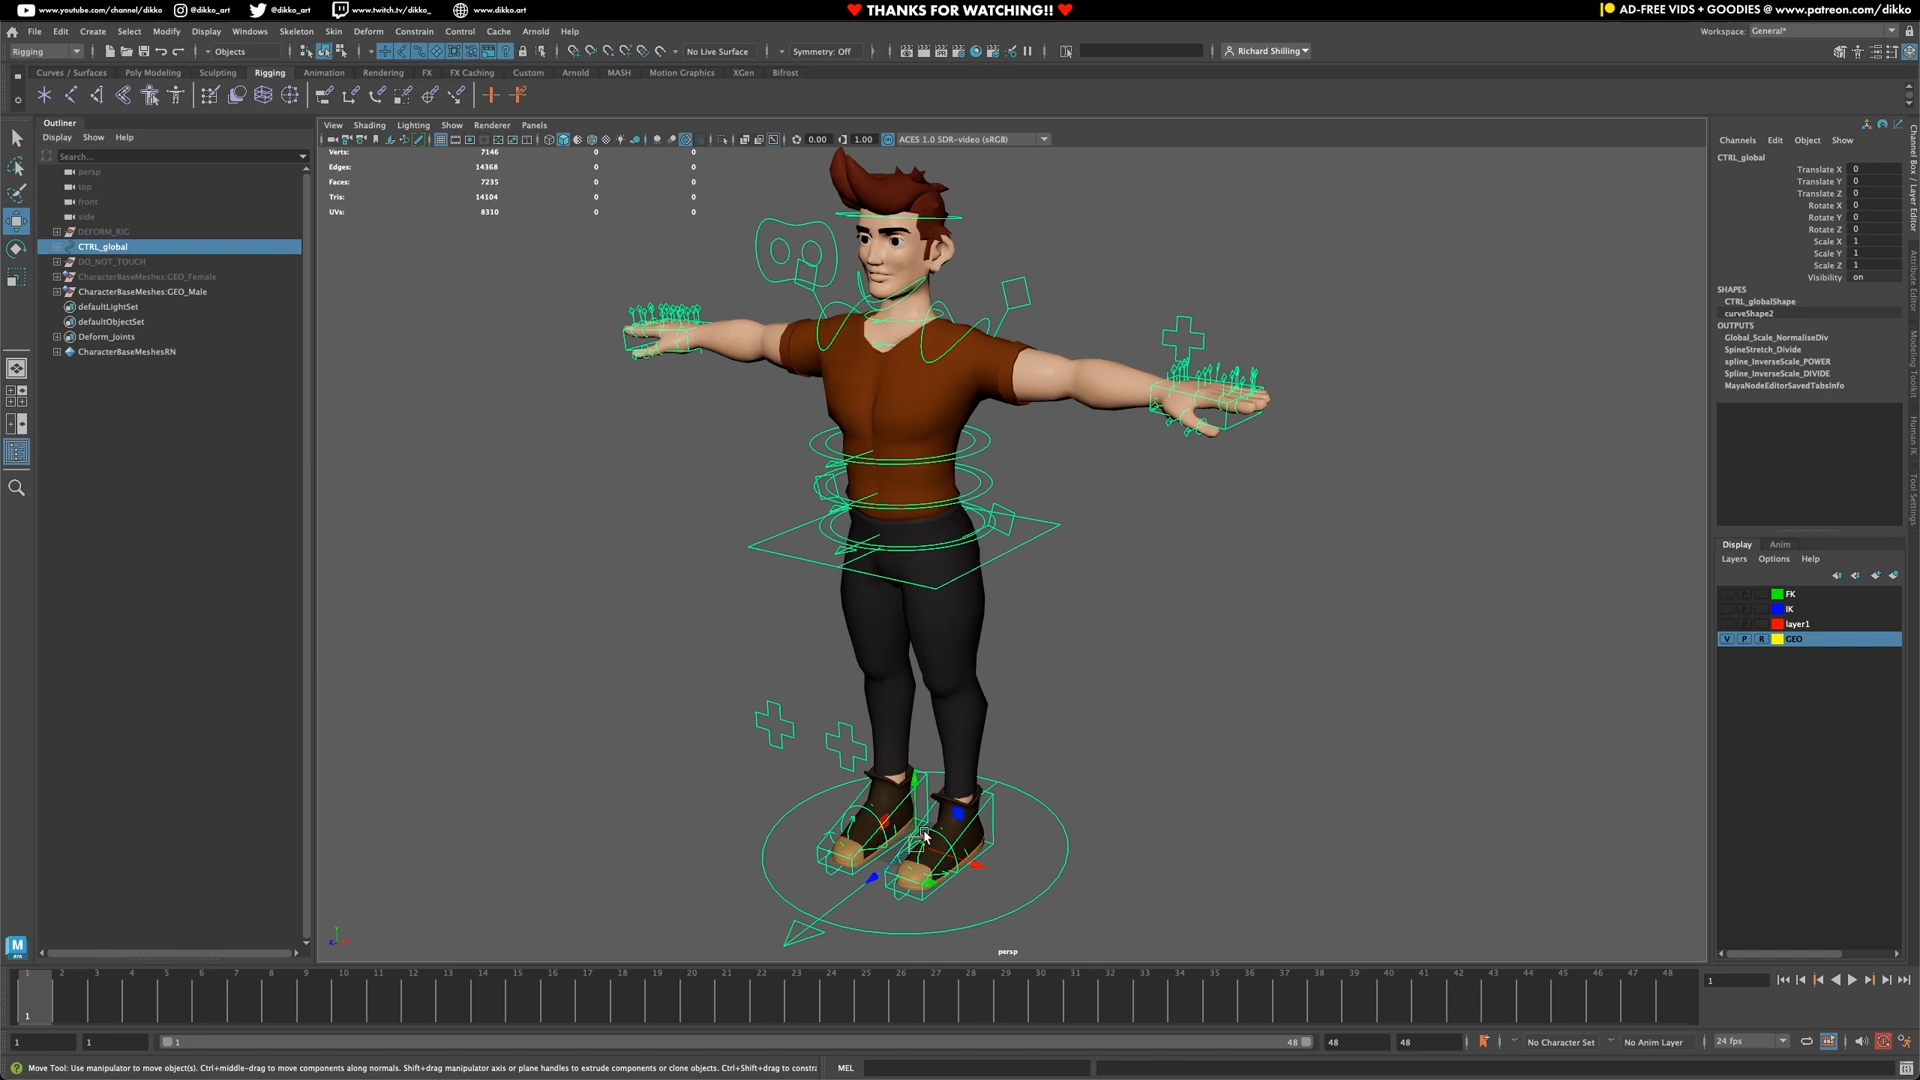 www.youtube.com/channel/dikko @dikko_art @dikko_art www.twitch.tv/dikko_ www.dikko.art
THANKS FOR WATCHING!!
AD-FREE VIDS + GOODIES @ www.patreon.com/dikko
File Edit Create Select Modify Display Windows Skeleton Skin Deform Constrain Control Cache Arnold Help
Workspace: General*
Rigging Objects No Live Surface Symmetry: Off Richard Shilling
Curves / Surfaces Poly Modeling Sculpting Rigging Animation Rendering FX FX Caching Custom Arnold MASH Motion Graphics XGen Bifrost
Outliner
Display Show Help
Search...
persp
top
front
side
DEFORM_RIG
CTRL_global
DO_NOT_TOUCH
CharacterBaseMeshes:GEO_Female
CharacterBaseMeshes:GEO_Male
defaultLightSet
defaultObjectSet
Deform_Joints
CharacterBaseMeshesRN
View Shading Lighting Show Renderer Panels
0.00 1.00 ACES 1.0 SDR-video (sRGB)
Verts: 7146 0 0
Edges: 14368 0 0
Faces: 7235 0 0
Tris: 14104 0 0
UVs: 8310 0 0
persp
Channels Edit Object Show
CTRL_global
Translate X 0
Translate Y 0
Translate Z 0
Rotate X 0
Rotate Y 0
Rotate Z 0
Scale X 1
Scale Y 1
Scale Z 1
Visibility on
SHAPES
CTRL_globalShape
curveShape2
OUTPUTS
Global_Scale_NormaliseDiv
SpineStretch_Divide
spline_InverseScale_POWER
Spline_InverseScale_DIVIDE
MayaNodeEditorSavedTabsInfo
Display Anim
Layers Options Help
P FK
P IK
P layer1
V P R GEO
Channel Box / Layer Editor
Attribute Editor
Modeling Toolkit
Human IK
Tool Settings
1 2 3 4 5 6 7 8 9 10 11 12 13 14 15 16 17 18 19 20 21 22 23 24 25 26 27 28 29 30 31 32 33 34 35 36 37 38 39 40 41 42 43 44 45 46 47 48
1
1
1 1 1 48 48 48 No Character Set No Anim Layer 24 fps
Move Tool: Use manipulator to move object(s). Ctrl+middle-drag to move components along normals. Shift+drag manipulator axis or plane handles to extrude components or clone objects. Ctrl+Shift+drag to constra
MEL